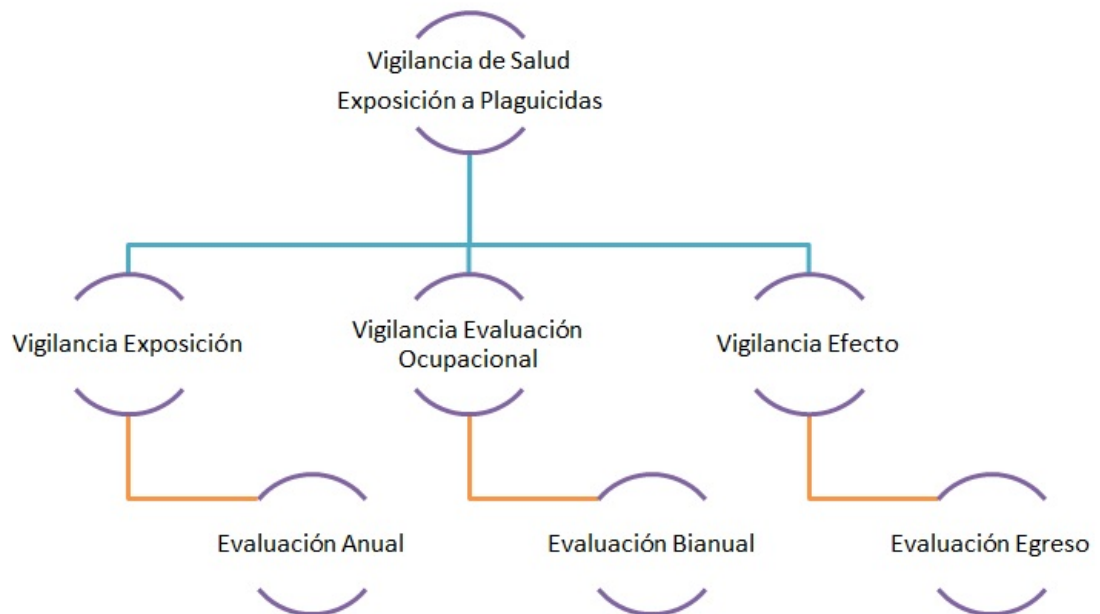 Vigilancia de Salud
Exposición a Plaguicidas
Vigilancia Exposición
Vigilancia Evaluación
Ocupacional
Vigilancia Efecto
Evaluación Anual
Evaluación Bianual
Evaluación Egreso